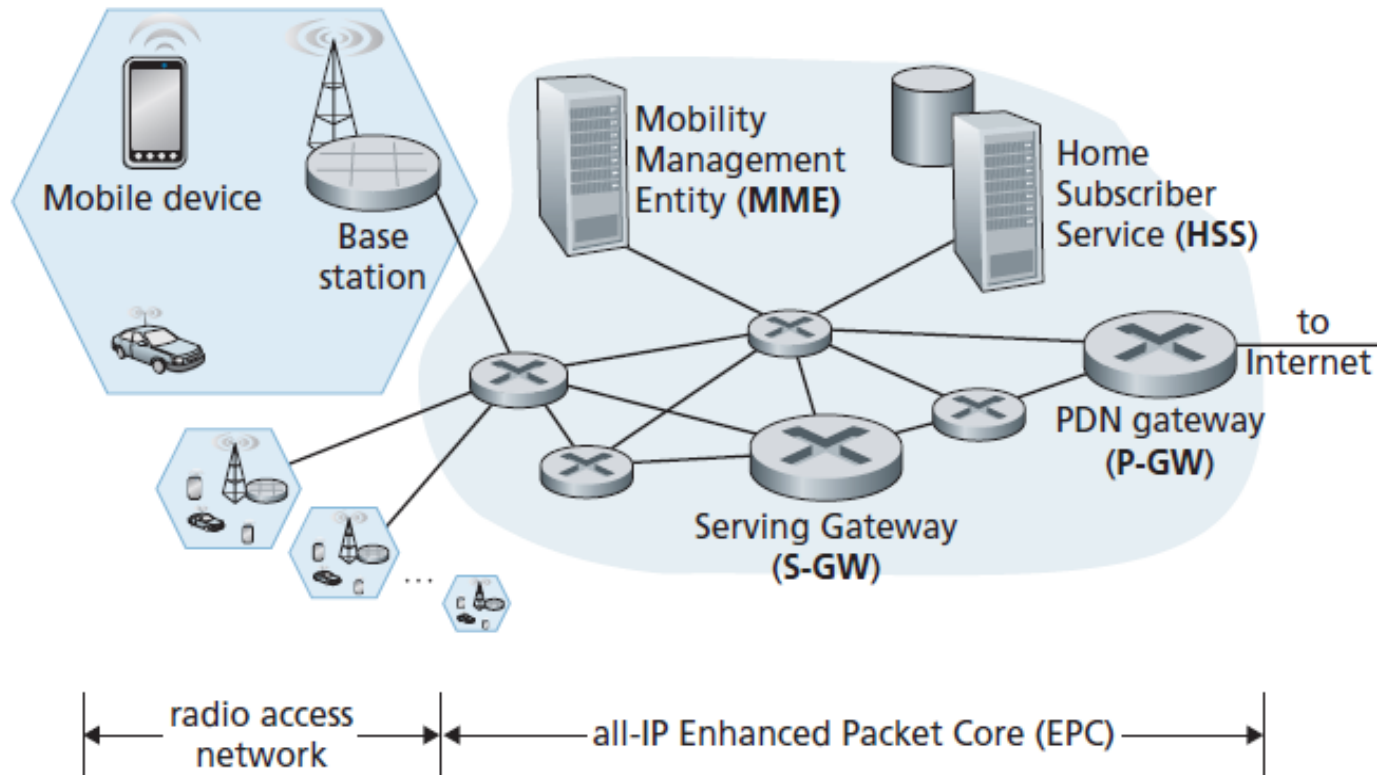 Mobile device
Base
station
Mobility
Management
Entity (MME)
Home
Subscriber
Service (HSS)
to
Internet
PDN gateway
(P-GW)
Serving Gateway
(S-GW)
...
radio access
network
all-IP Enhanced Packet Core (EPC)